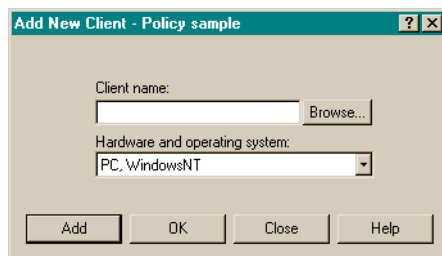 Add New Client - Policy sample
Client name:
Browse...
Hardware and operating system:
PC, WindowsNT
Add OK Close Help